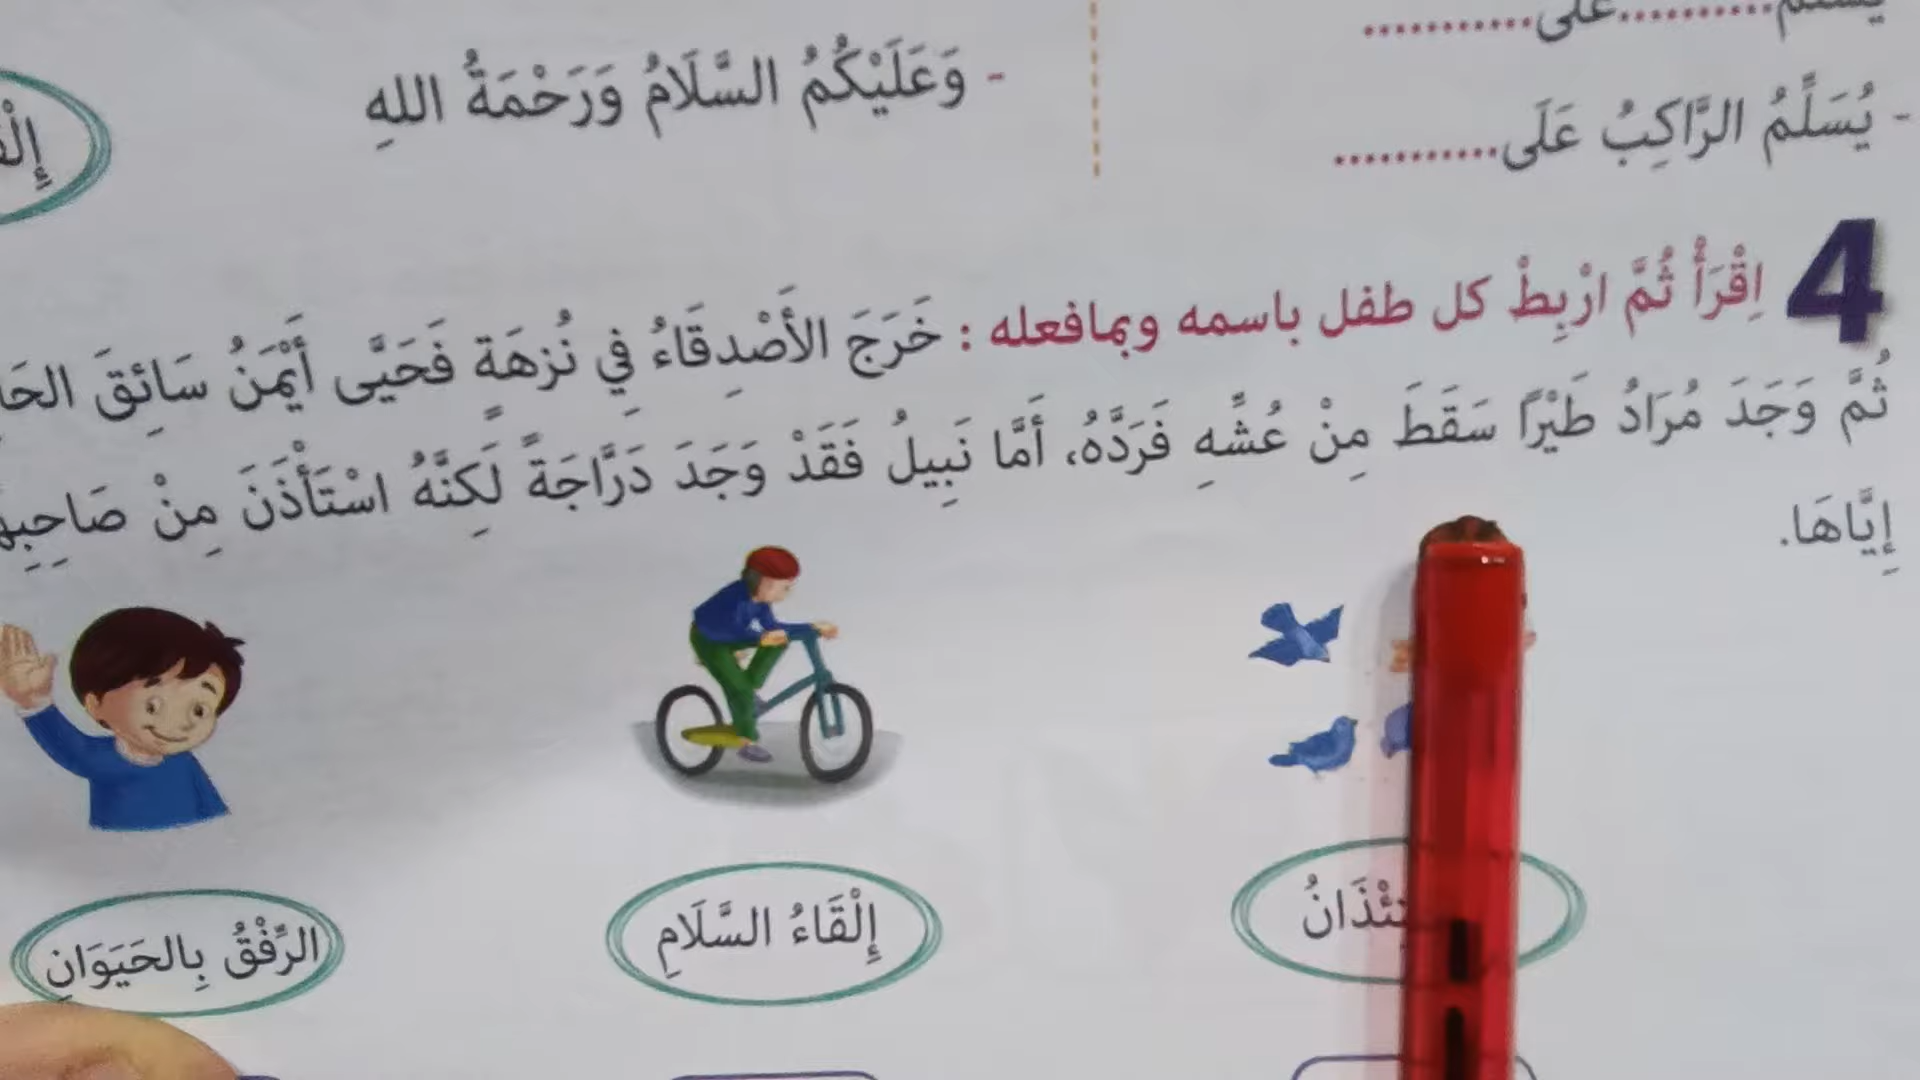 عَلَى
- يُسَلِّمُ الرَّاكِبُ عَلَى...........
- وَعَلَيْكُمُ السَّلَامُ وَرَحْمَةُ اللهِ
4 اِقْرَأْ ثُمَّ ارْبِطْ كل طفل باسمه وبمافعله : خَرَجَ الأَصْدِقَاءُ فِي نُزهَةٍ فَحَيَّى أَيْمَنُ سَائِقَ
ثُمَّ وَجَدَ مُرَادُ طَيْرًا سَقَطَ مِنْ عُشِّهِ فَرَدَّهُ، أَمَّا نَبِيلُ فَقَدْ وَجَدَ دَرَّاجَةً لَكِنَّهُ اسْتَأْذَنَ مِنْ
إِيَّاهَا.
إِلْقَاءُ السَّلَامِ
الرِّفْقُ بِالحَيَوَانِ